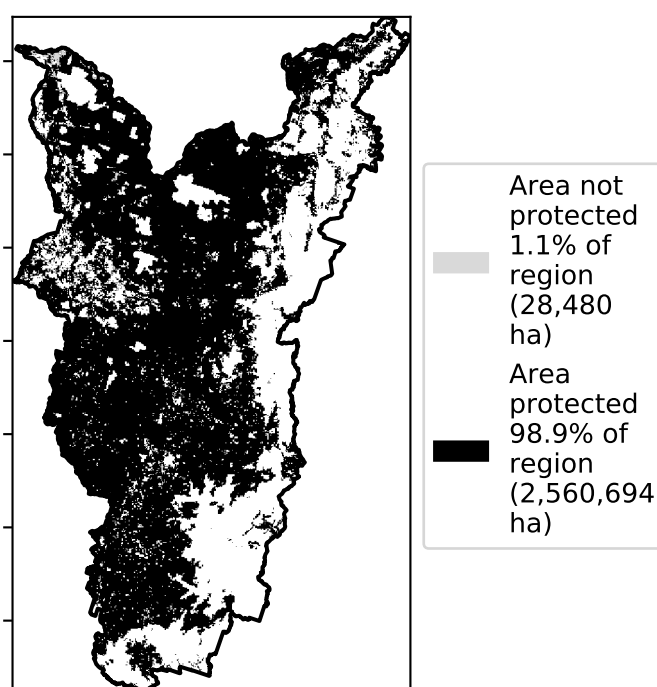 Area not
protected
1.1% of
region
(28,480
ha)
Area
protected
98.9% of
region
(2,560,694
ha)